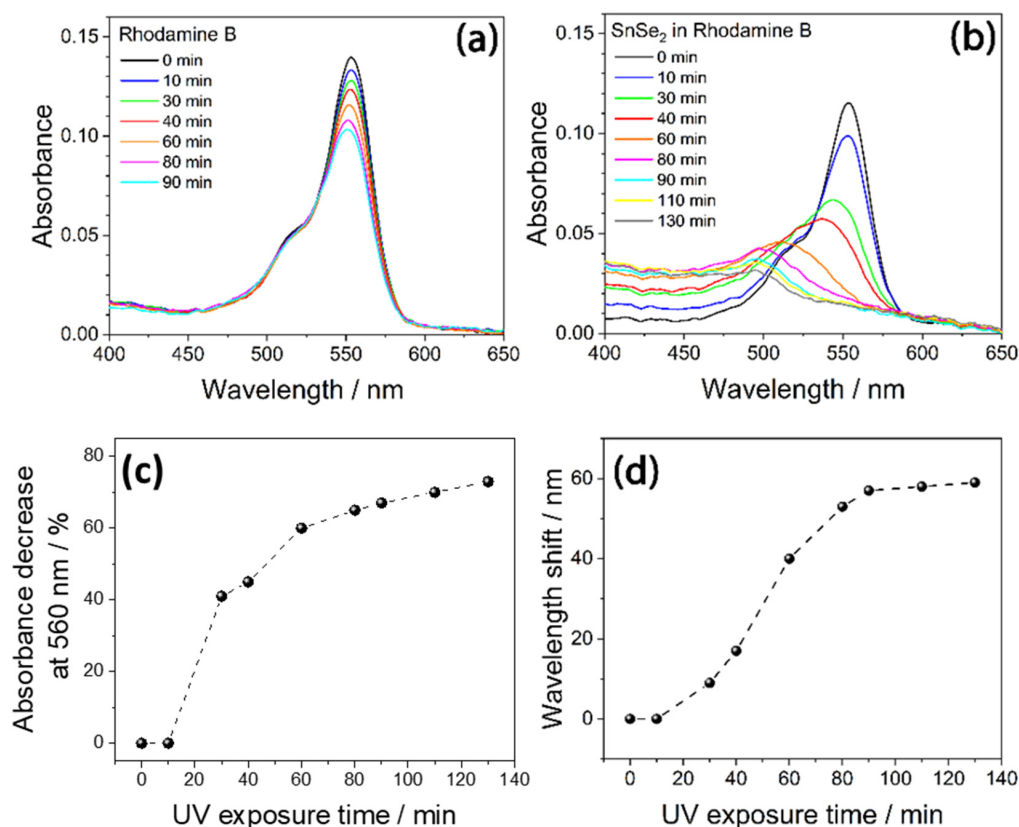 (a)
Rhodamine B
0 min
10 min
30 min
40 min
60 min
80 min
90 min
0.15
0.10
0.05
0.00
Absorbance
400 450 500 550 600 650
Wavelength / nm
(b)
SnSe2 in Rhodamine B
0 min
10 min
30 min
40 min
60 min
80 min
90 min
110 min
130 min
0.15
0.10
0.05
0.00
Absorbance
400 450 500 550 600 650
Wavelength / nm
(c)
80
60
40
20
0
Absorbance decrease
at 560 nm / %
0 20 40 60 80 100 120 140
UV exposure time / min
(d)
60
40
20
0
Wavelength shift / nm
0 20 40 60 80 100 120 140
UV exposure time / min